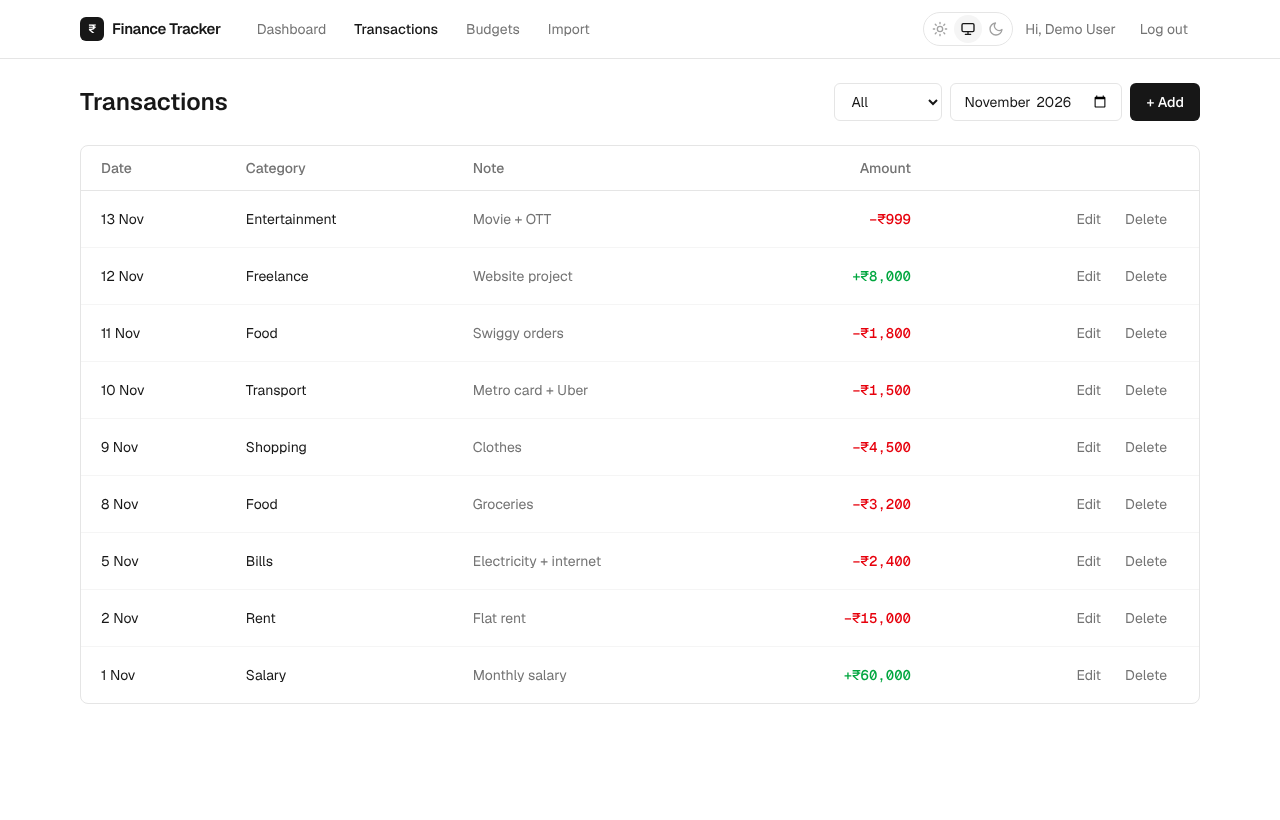 ₹ Finance Tracker Dashboard Transactions Budgets Import Hi, Demo User Log out
Transactions All November 2026 + Add
Date Category Note Amount
13 Nov Entertainment Movie + OTT −₹999 Edit Delete
12 Nov Freelance Website project +₹8,000 Edit Delete
11 Nov Food Swiggy orders −₹1,800 Edit Delete
10 Nov Transport Metro card + Uber −₹1,500 Edit Delete
9 Nov Shopping Clothes −₹4,500 Edit Delete
8 Nov Food Groceries −₹3,200 Edit Delete
5 Nov Bills Electricity + internet −₹2,400 Edit Delete
2 Nov Rent Flat rent −₹15,000 Edit Delete
1 Nov Salary Monthly salary +₹60,000 Edit Delete